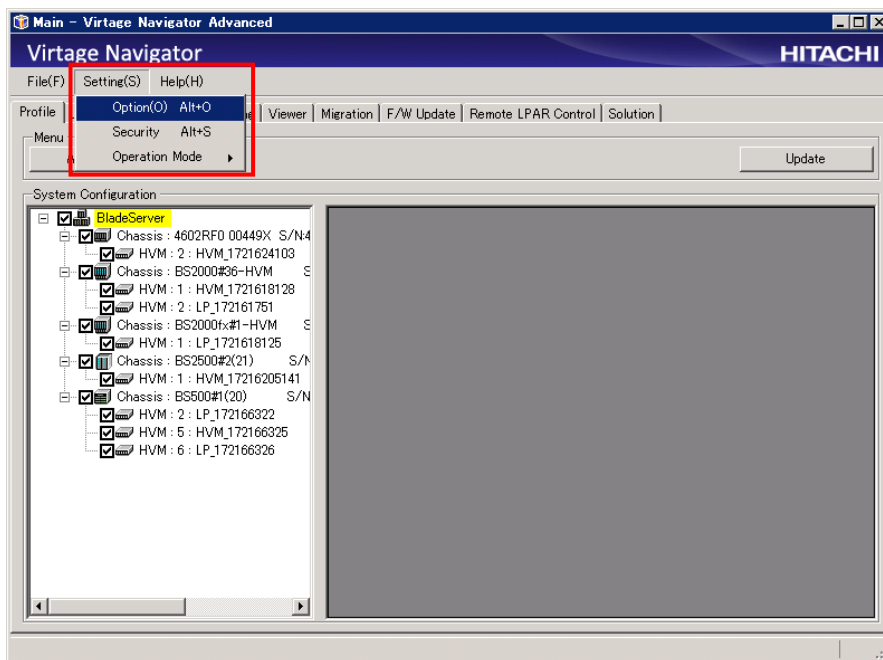 Main - Virtage Navigator Advanced
Virtage Navigator
HITACHI
File(F) Setting(S) Help(H)
Option(O) Alt+O
Security Alt+S
Operation Mode
Profile Viewer Migration F/W Update Remote LPAR Control Solution
Menu
Update
System Configuration
BladeServer
Chassis : 4602RF0 00449X S/N:4
HVM : 2 : HVM_1721624103
Chassis : BS2000#36-HVM S
HVM : 1 : HVM_1721618128
HVM : 2 : LP_172161751
Chassis : BS2000fx#1-HVM S
HVM : 1 : LP_1721618125
Chassis : BS2500#2(21) S/N
HVM : 1 : HVM_17216205141
Chassis : BS500#1(20) S/N
HVM : 2 : LP_172166322
HVM : 5 : HVM_172166325
HVM : 6 : LP_172166326